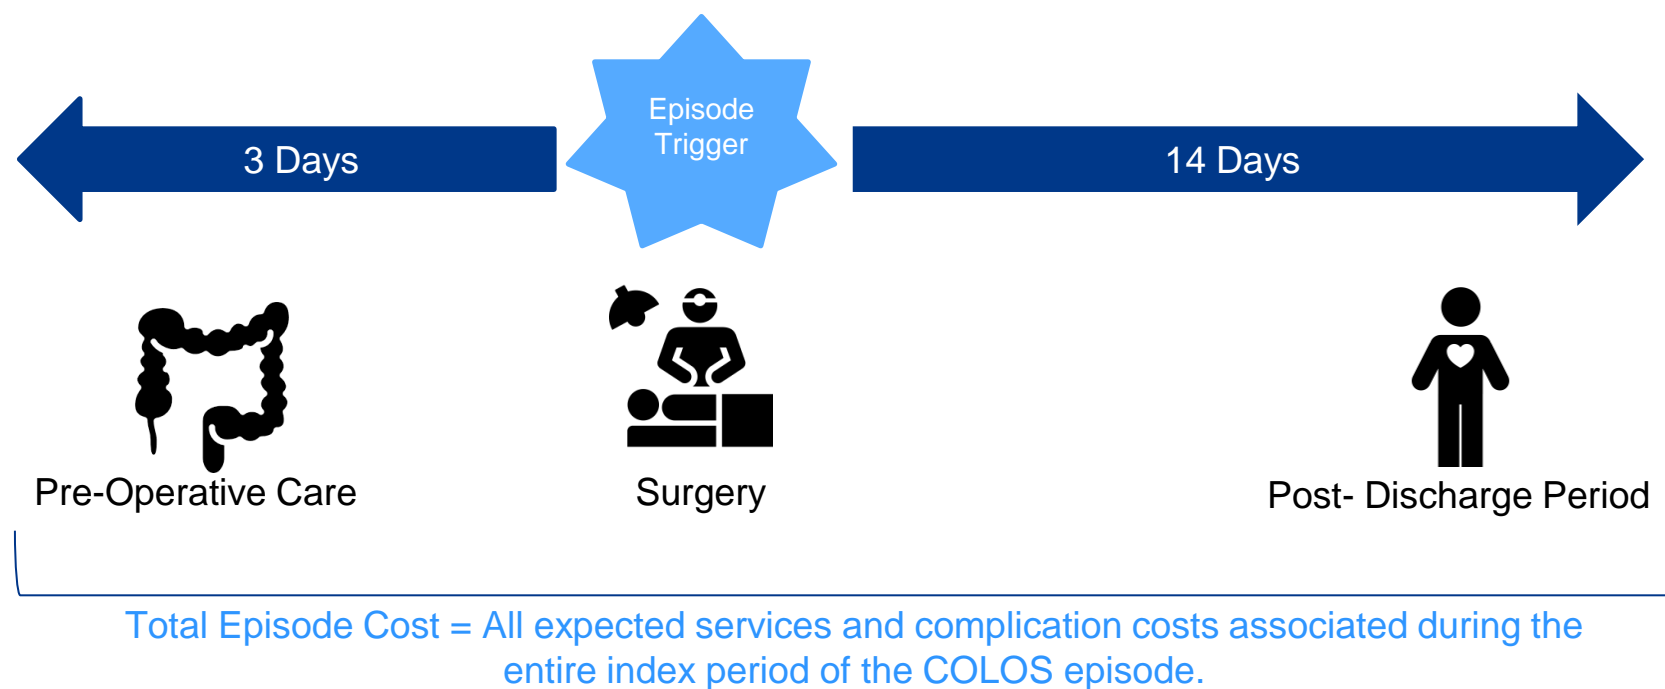 Episode
Trigger
3 Days
14 Days
Pre-Operative Care
Surgery
Post- Discharge Period
Total Episode Cost = All expected services and complication costs associated during the
entire index period of the COLOS episode.